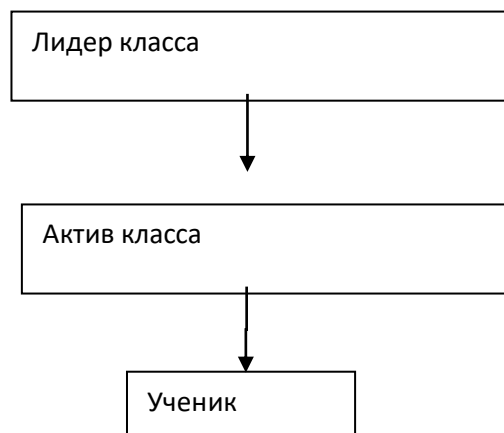 Лидер класса
Актив класса
Ученик